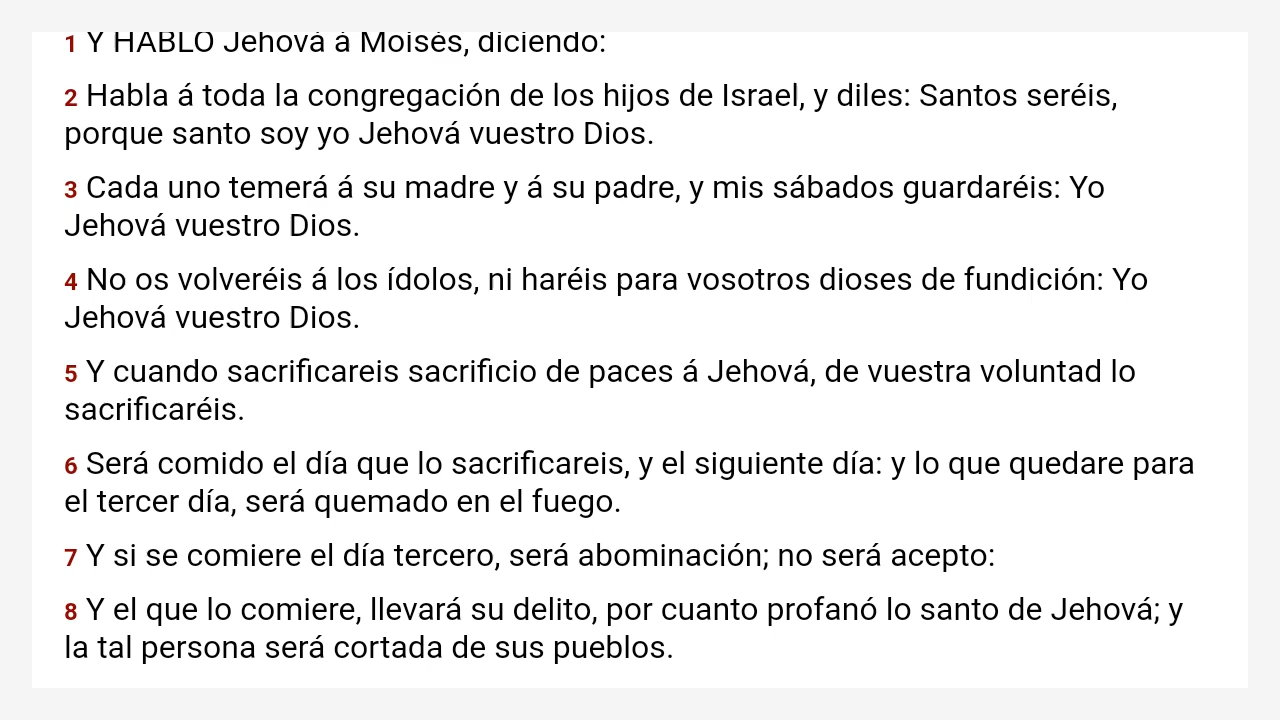 1 Y HABLÓ Jehová á Moisés, diciendo:
2 Habla á toda la congregación de los hijos de Israel, y diles: Santos seréis,
porque santo soy yo Jehová vuestro Dios.
3 Cada uno temerá á su madre y á su padre, y mis sábados guardaréis: Yo
Jehová vuestro Dios.
4 No os volveréis á los ídolos, ni haréis para vosotros dioses de fundición: Yo
Jehová vuestro Dios.
5 Y cuando sacrificareis sacrificio de paces á Jehová, de vuestra voluntad lo
sacrificaréis.
6 Será comido el día que lo sacrificareis, y el siguiente día: y lo que quedare para
el tercer día, será quemado en el fuego.
7 Y si se comiere el día tercero, será abominación; no será acepto:
8 Y el que lo comiere, llevará su delito, por cuanto profanó lo santo de Jehová; y
la tal persona será cortada de sus pueblos.